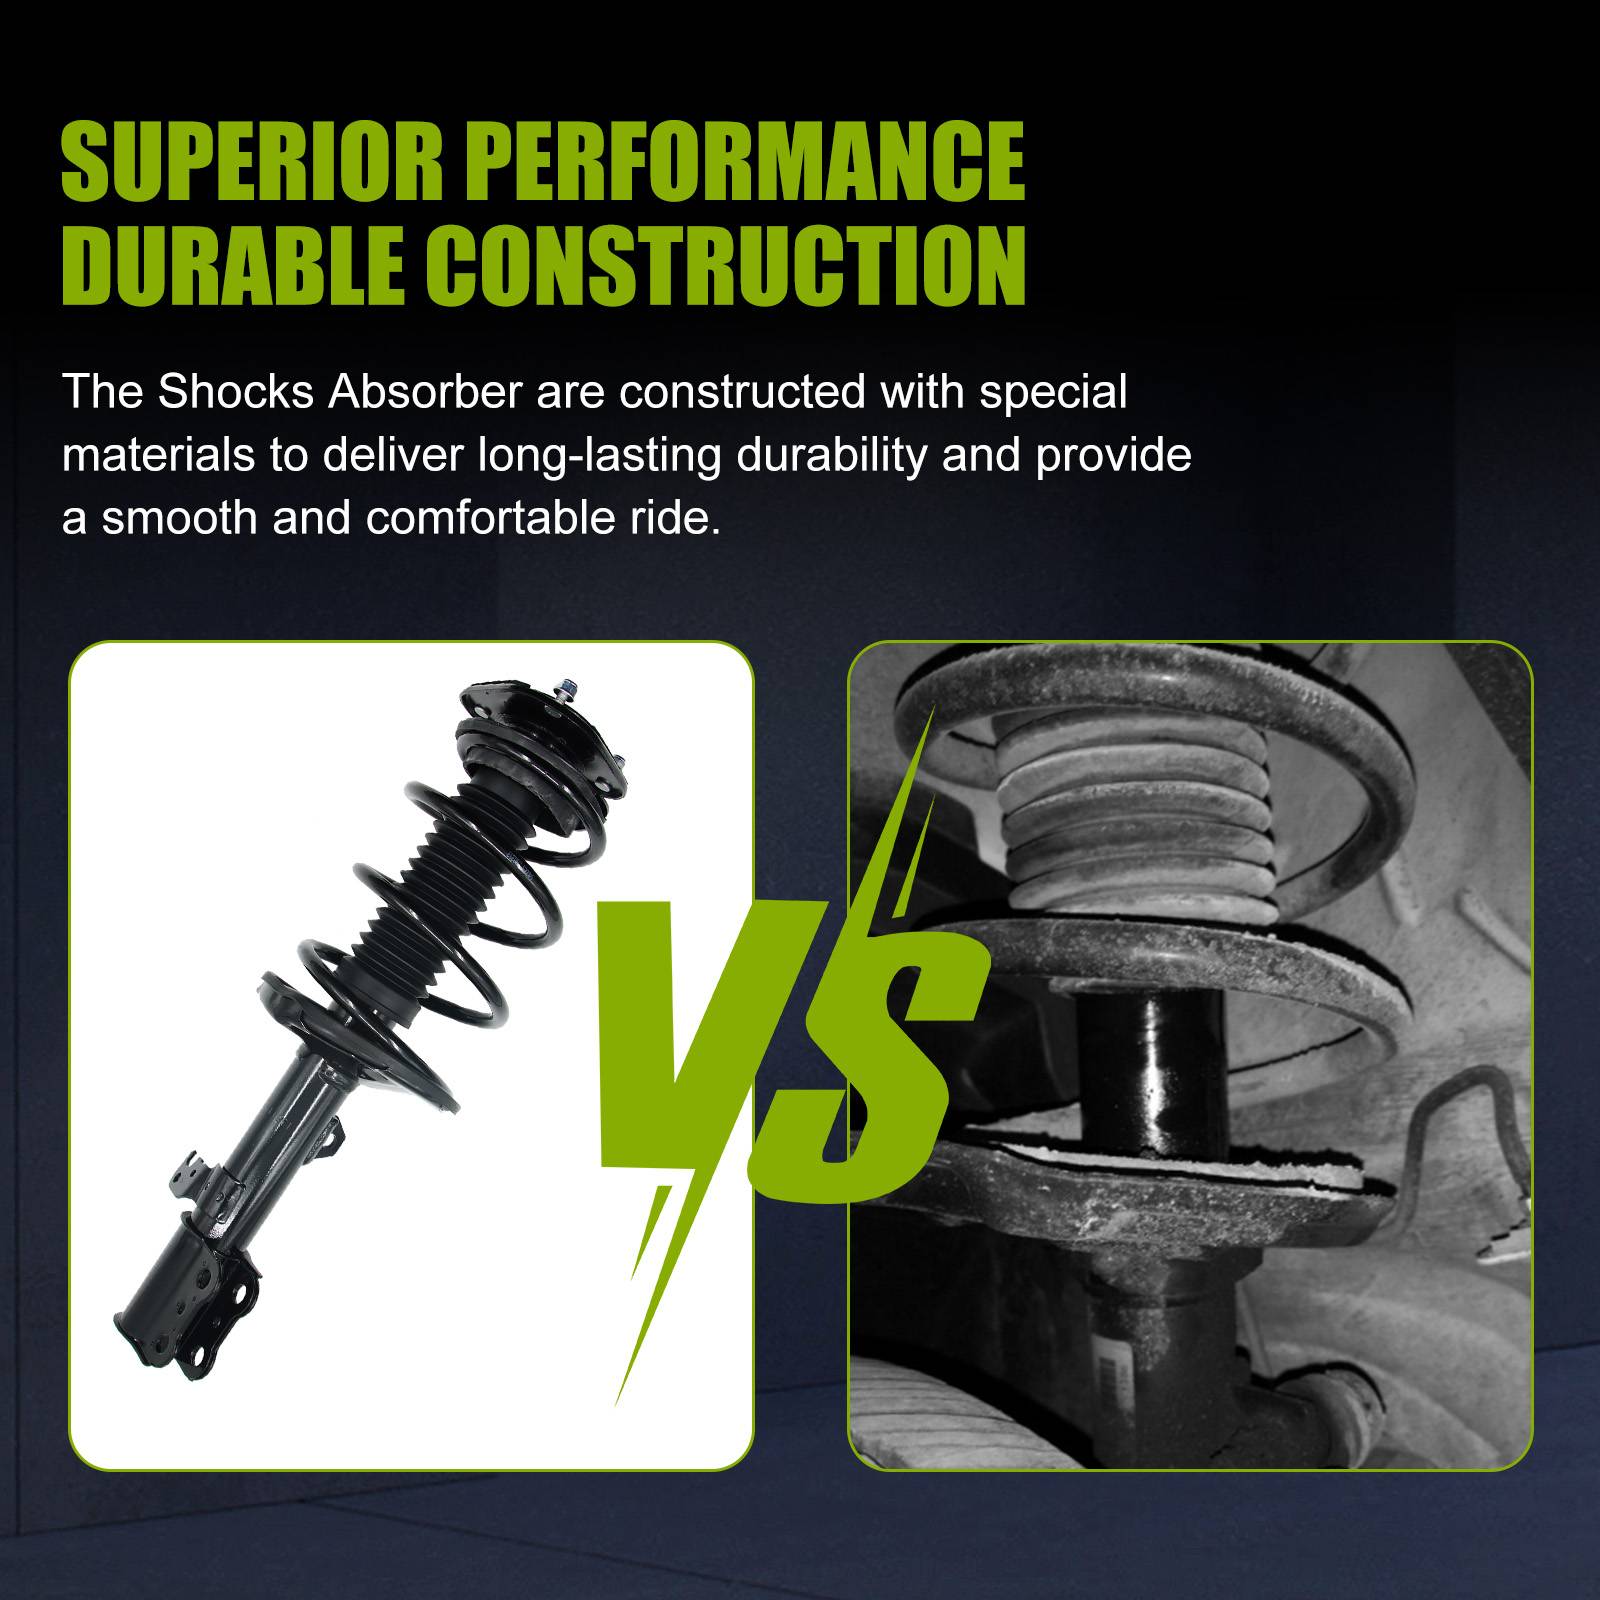 SUPERIOR PERFORMANCE
DURABLE CONSTRUCTION
The Shocks Absorber are constructed with special
materials to deliver long-lasting durability and provide
a smooth and comfortable ride.
VS